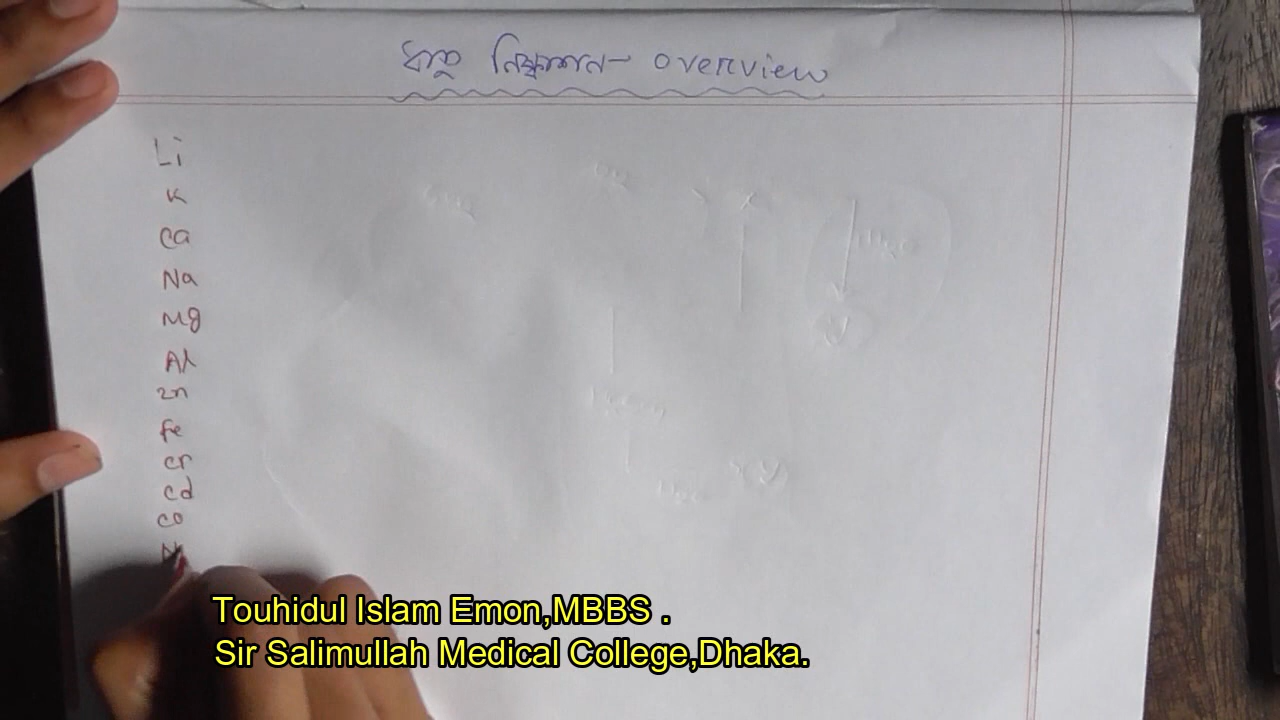 ধাতু নিষ্কাশন- overview
Li
K
Ca
Na
Mg
Al
Zn
Fe
Cr
Cd
Co
Touhidul Islam Emon,MBBS .
Sir Salimullah Medical College,Dhaka.